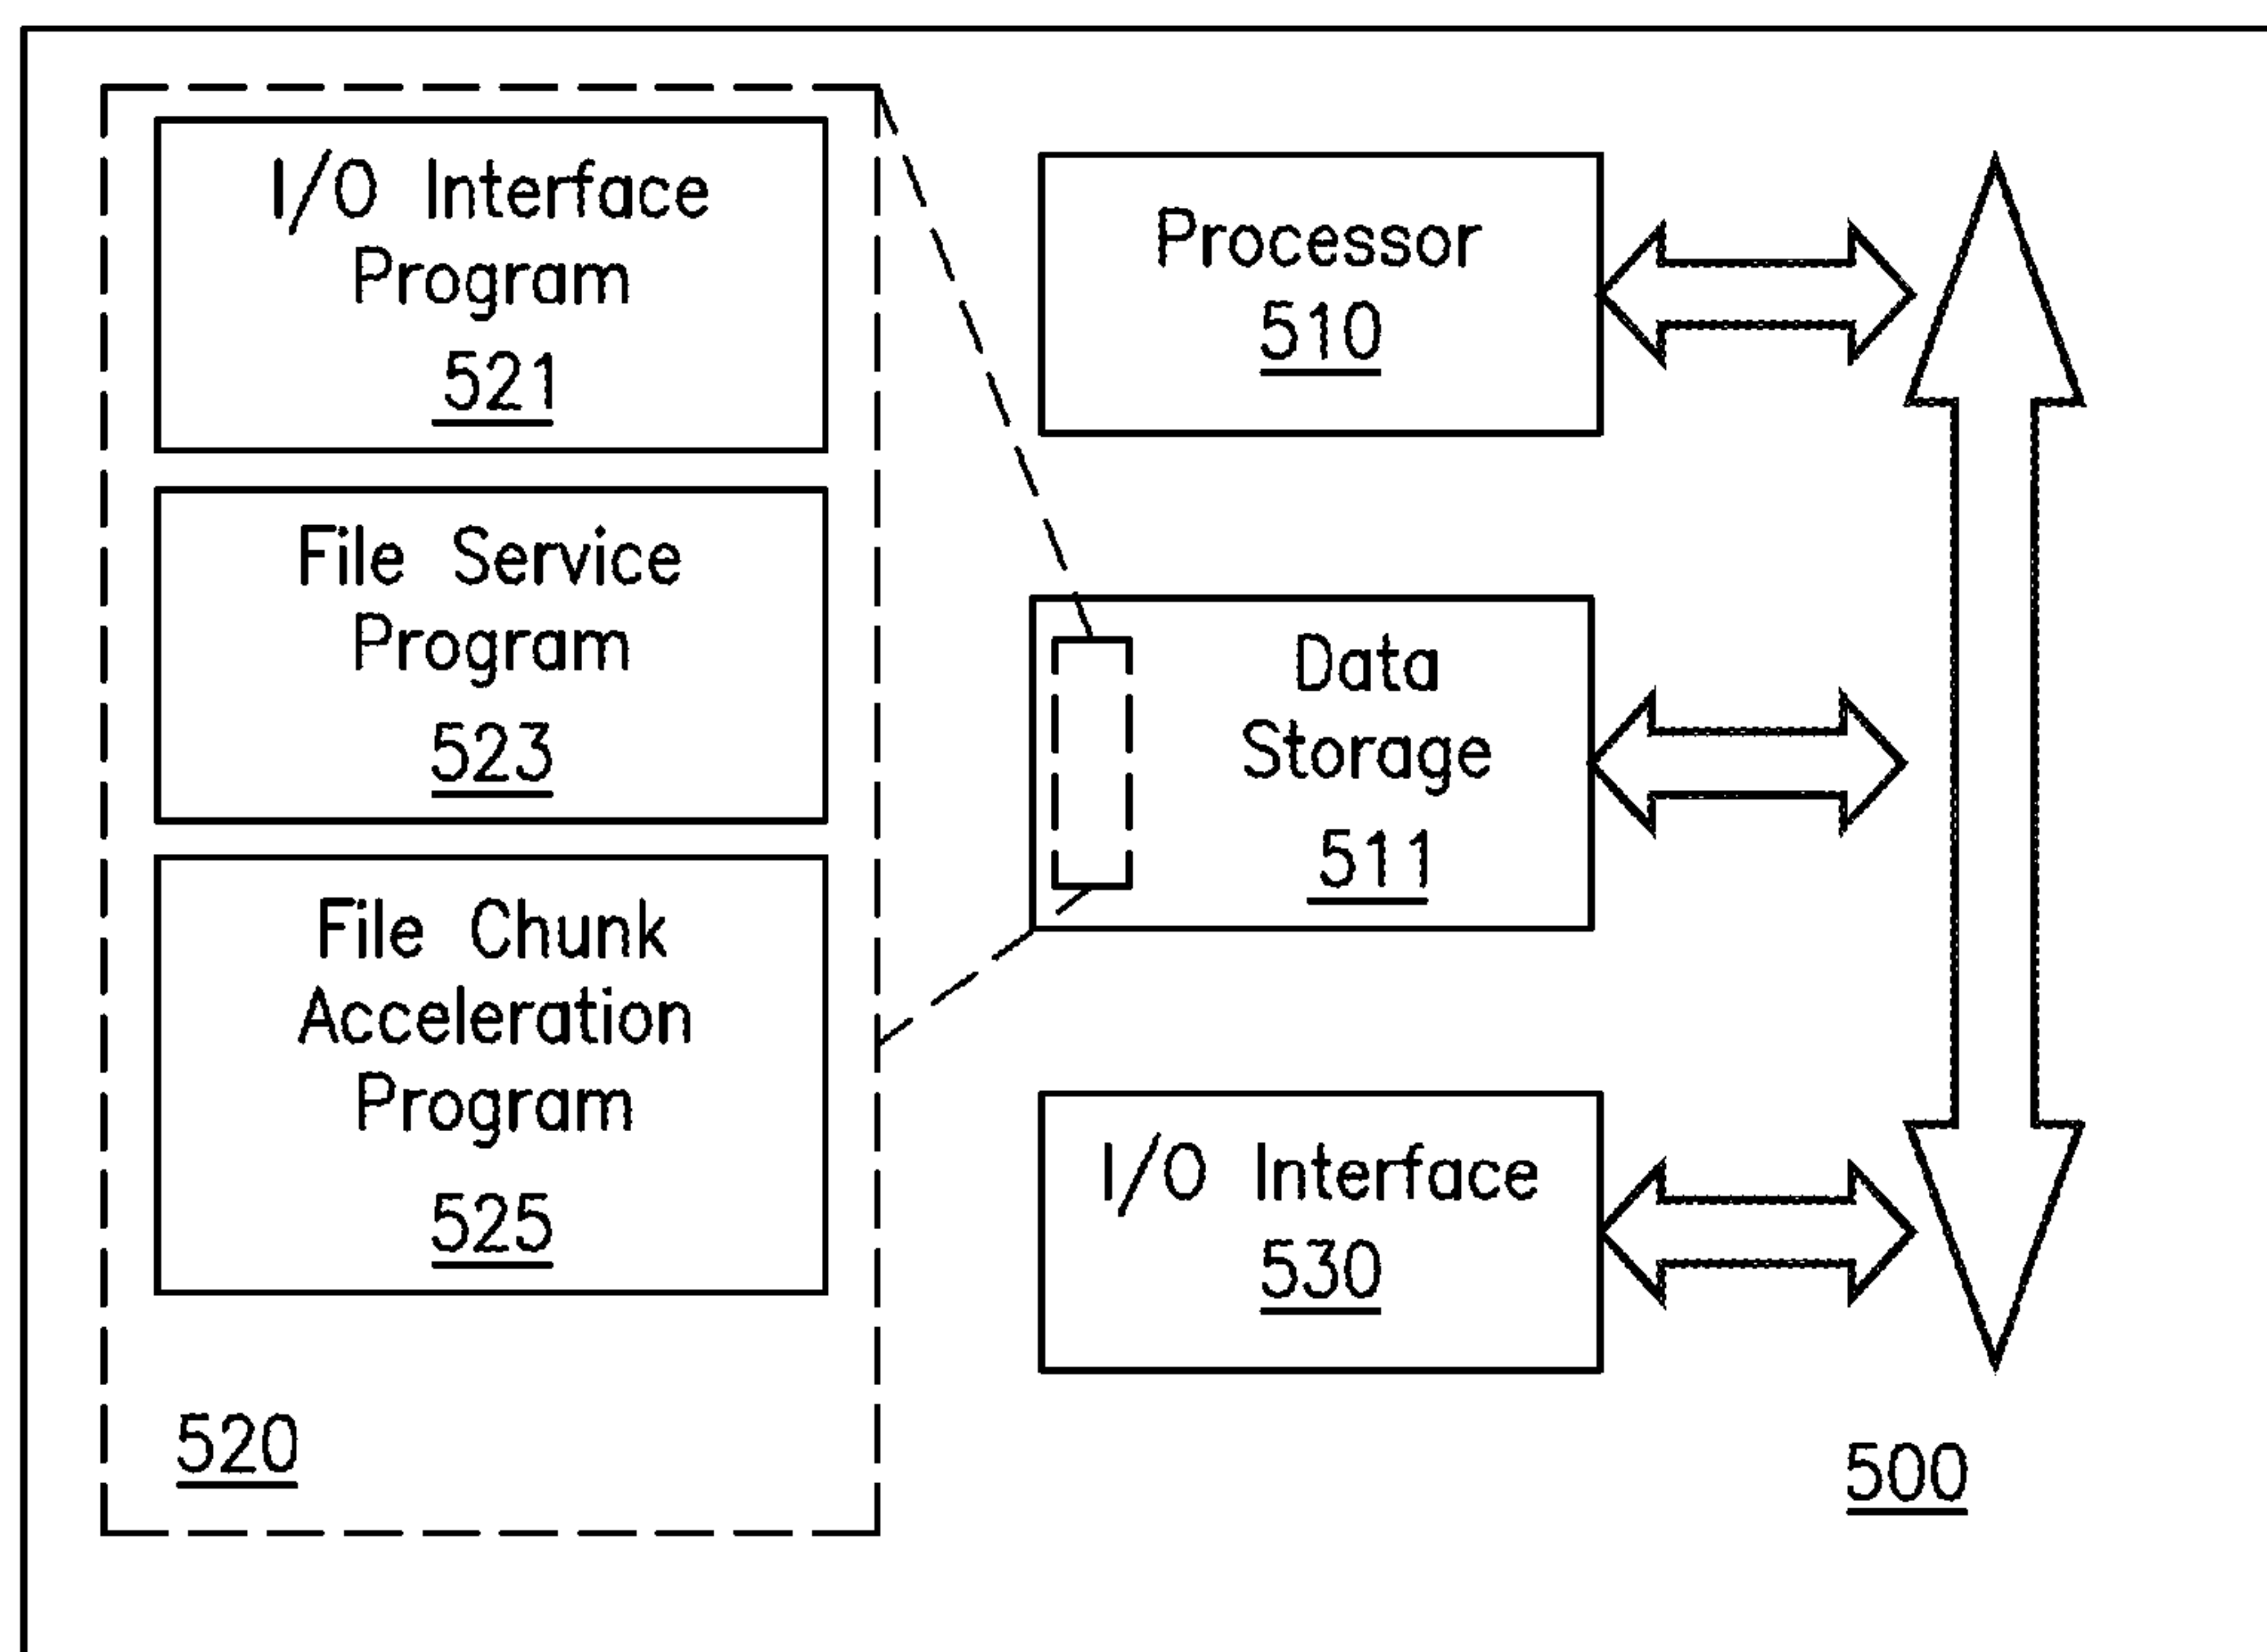 I/O Interface
Program
521
File Service
Program
523
File Chunk
Acceleration
Program
525
520
Processor
510
Data
Storage
511
I/O Interface
530
500